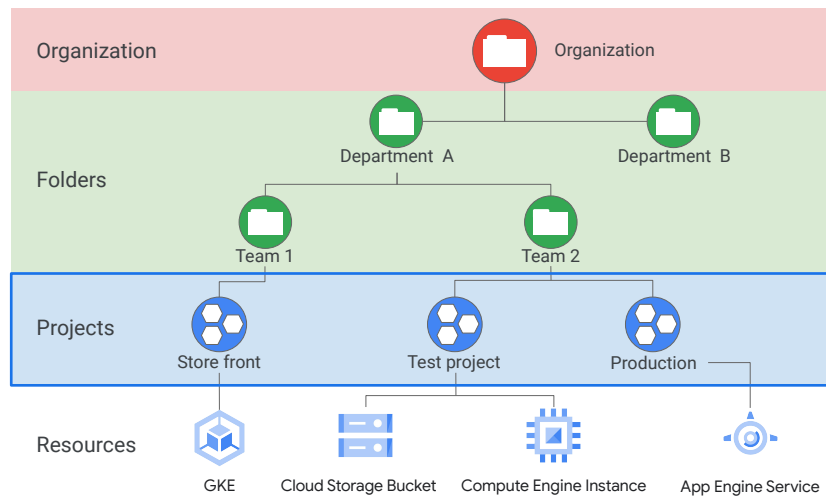 Organization
Organization
Department A
Department B
Folders
Team 1
Team 2
Projects
Store front
Test project
Production
Resources
GKE
Cloud Storage Bucket
Compute Engine Instance
App Engine Service